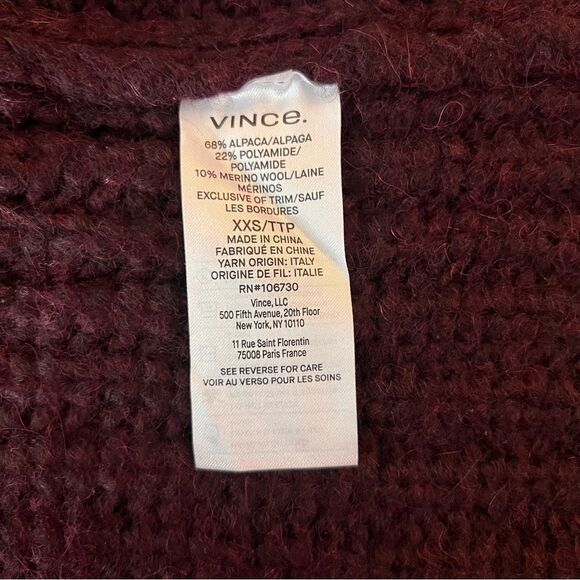 VINCE.
68% ALPACA/ALPAGA
22% POLYAMIDE/
POLYAMIDE
10% MERINO WOOL/LAINE
MÉRINOS
EXCLUSIVE OF TRIM/SAUF
LES BORDURES
XXS/TTP
MADE IN CHINA
FABRIQUÉ EN CHINE
YARN ORIGIN: ITALY
ORIGINE DE FIL: ITALIE
RN#106730
Vince, LLC
500 Fifth Avenue, 20th Floor
New York, NY 10110
11 Rue Saint Florentin
75008 Paris France
SEE REVERSE FOR CARE
VOIR AU VERSO POUR LES SOINS